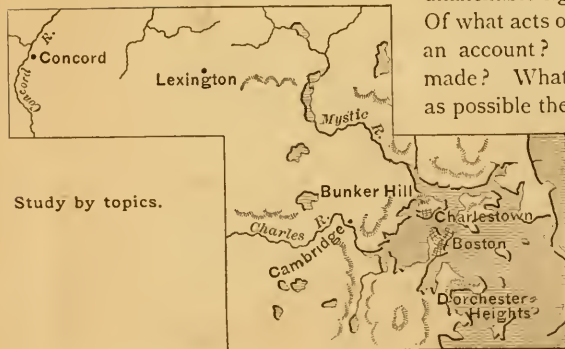 unalienable
Of what acts o
an account?
made? What
as possible the
Concord R.
Concord
Lexington
Mystic R.
Study by topics.
Bunker Hill
Charlestown
Charles R.
Boston
Cambridge
Dorchester
Heights